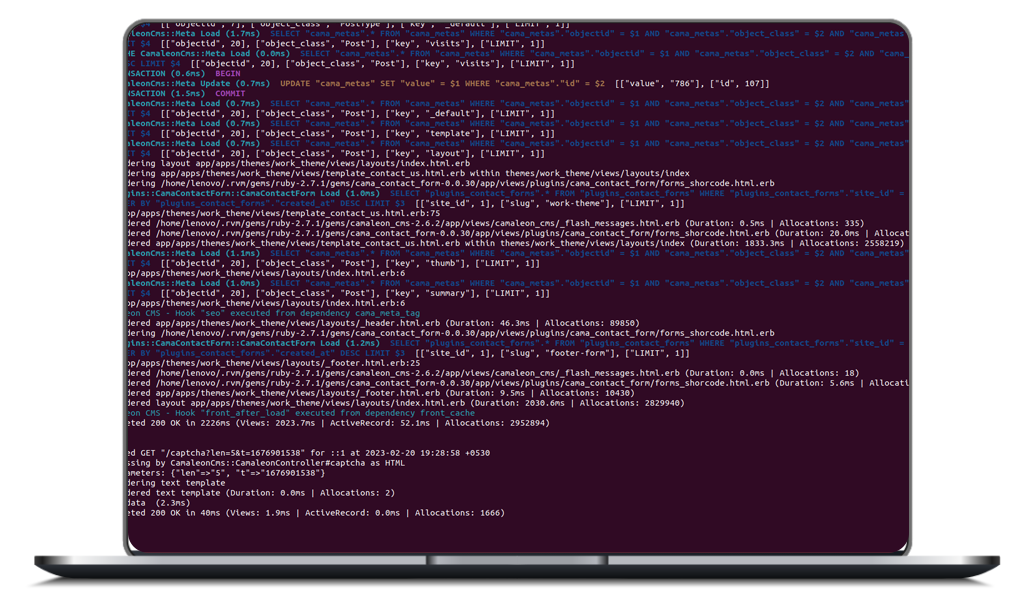 $4  [["objectid", 7], ["object_class", "PostType"], ["key", "_default"], ["LIMIT", 1]]
leonCms::Meta Load (1.7ms)  SELECT "cama_metas".* FROM "cama_metas" WHERE "cama_metas"."objectid" = $1 AND "cama_metas"."object_class" = $2 AND "cama_metas"
IT $4  [["objectid", 20], ["object_class", "Post"], ["key", "visits"], ["LIMIT", 1]]
HE CamaleonCms::Meta Load (0.0ms)  SELECT "cama_metas".* FROM "cama_metas" WHERE "cama_metas"."objectid" = $1 AND "cama_metas"."object_class" = $2 AND "cama_
SC LIMIT $4  [["objectid", 20], ["object_class", "Post"], ["key", "visits"], ["LIMIT", 1]]
NSACTION (0.6ms)  BEGIN
aleonCms::Meta Update (0.7ms)  UPDATE "cama_metas" SET "value" = $1 WHERE "cama_metas"."id" = $2  [["value", "786"], ["id", 107]]
NSACTION (1.5ms)  COMMIT
aleonCms::Meta Load (0.7ms)  SELECT "cama_metas".* FROM "cama_metas" WHERE "cama_metas"."objectid" = $1 AND "cama_metas"."object_class" = $2 AND "cama_metas"
IT $4  [["objectid", 20], ["object_class", "Post"], ["key", "_default"], ["LIMIT", 1]]
aleonCms::Meta Load (0.7ms)  SELECT "cama_metas".* FROM "cama_metas" WHERE "cama_metas"."objectid" = $1 AND "cama_metas"."object_class" = $2 AND "cama_metas"
IT $4  [["objectid", 20], ["object_class", "Post"], ["key", "template"], ["LIMIT", 1]]
aleonCms::Meta Load (0.7ms)  SELECT "cama_metas".* FROM "cama_metas" WHERE "cama_metas"."objectid" = $1 AND "cama_metas"."object_class" = $2 AND "cama_metas"
IT $4  [["objectid", 20], ["object_class", "Post"], ["key", "layout"], ["LIMIT", 1]]
dering layout app/apps/themes/work_theme/views/layouts/index.html.erb
dering app/apps/themes/work_theme/views/template_contact_us.html.erb within themes/work_theme/views/layouts/index
dering /home/lenovo/.rvm/gems/ruby-2.7.1/gems/cama_contact_form-0.0.30/app/views/plugins/cama_contact_form/forms_shorcode.html.erb
gins::CamaContactForm::CamaContactForm Load (1.0ms)  SELECT "plugins_contact_forms".* FROM "plugins_contact_forms" WHERE "plugins_contact_forms"."site_id" =
ER BY "plugins_contact_forms"."created_at" DESC LIMIT $3  [["site_id", 1], ["slug", "work-theme"], ["LIMIT", 1]]
pp/apps/themes/work_theme/views/template_contact_us.html.erb:75
dered /home/lenovo/.rvm/gems/ruby-2.7.1/gems/camaleon_cms-2.6.2/app/views/camaleon_cms/_flash_messages.html.erb (Duration: 0.5ms | Allocations: 335)
dered /home/lenovo/.rvm/gems/ruby-2.7.1/gems/cama_contact_form-0.0.30/app/views/plugins/cama_contact_form/forms_shorcode.html.erb (Duration: 20.0ms | Allocat
dered app/apps/themes/work_theme/views/template_contact_us.html.erb within themes/work_theme/views/layouts/index (Duration: 1833.3ms | Allocations: 2558219)
aleonCms::Meta Load (1.1ms)  SELECT "cama_metas".* FROM "cama_metas" WHERE "cama_metas"."objectid" = $1 AND "cama_metas"."object_class" = $2 AND "cama_metas"
IT $4  [["objectid", 20], ["object_class", "Post"], ["key", "thumb"], ["LIMIT", 1]]
pp/apps/themes/work_theme/views/layouts/index.html.erb:6
aleonCms::Meta Load (1.0ms)  SELECT "cama_metas".* FROM "cama_metas" WHERE "cama_metas"."objectid" = $1 AND "cama_metas"."object_class" = $2 AND "cama_metas"
IT $4  [["objectid", 20], ["object_class", "Post"], ["key", "summary"], ["LIMIT", 1]]
pp/apps/themes/work_theme/views/layouts/index.html.erb:6
eon CMS - Hook "seo" executed from dependency cama_meta_tag
dered app/apps/themes/work_theme/views/layouts/_header.html.erb (Duration: 46.3ms | Allocations: 89850)
dering /home/lenovo/.rvm/gems/ruby-2.7.1/gems/cama_contact_form-0.0.30/app/views/plugins/cama_contact_form/forms_shorcode.html.erb
gins::CamaContactForm::CamaContactForm Load (1.2ms)  SELECT "plugins_contact_forms".* FROM "plugins_contact_forms" WHERE "plugins_contact_forms"."site_id" =
ER BY "plugins_contact_forms"."created_at" DESC LIMIT $3  [["site_id", 1], ["slug", "footer-form"], ["LIMIT", 1]]
pp/apps/themes/work_theme/views/layouts/_footer.html.erb:25
dered /home/lenovo/.rvm/gems/ruby-2.7.1/gems/camaleon_cms-2.6.2/app/views/camaleon_cms/_flash_messages.html.erb (Duration: 0.0ms | Allocations: 18)
dered /home/lenovo/.rvm/gems/ruby-2.7.1/gems/cama_contact_form-0.0.30/app/views/plugins/cama_contact_form/forms_shorcode.html.erb (Duration: 5.6ms | Allocati
dered app/apps/themes/work_theme/views/layouts/_footer.html.erb (Duration: 9.5ms | Allocations: 10430)
dered layout app/apps/themes/work_theme/views/layouts/index.html.erb (Duration: 2030.6ms | Allocations: 2829940)
eon CMS - Hook "front_after_load" executed from dependency front_cache
eted 200 OK in 2226ms (Views: 2023.7ms | ActiveRecord: 52.1ms | Allocations: 2952894)
ed GET "/captcha?len=5&t=1676901538" for ::1 at 2023-02-20 19:28:58 +0530
ssing by CamaleonCms::CamaleonController#captcha as HTML
ameters: {"len"=>"5", "t"=>"1676901538"}
dering text template
dered text template (Duration: 0.0ms | Allocations: 2)
data  (2.3ms)
eted 200 OK in 40ms (Views: 1.9ms | ActiveRecord: 0.0ms | Allocations: 1666)